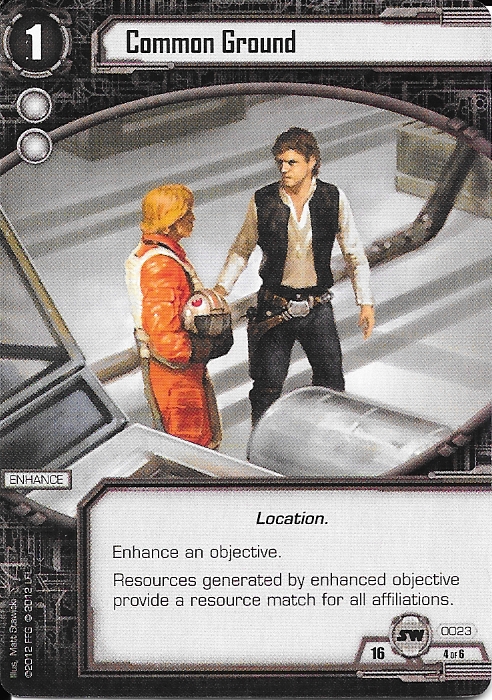 1
Common Ground
ENHANCE
Location.
Enhance an objective.
Resources generated by enhanced objective
provide a resource match for all affiliations.
SW
0023
16
4 OF 6
Illus. Matt Stawicki
©2012 FFG © 2012 LFL